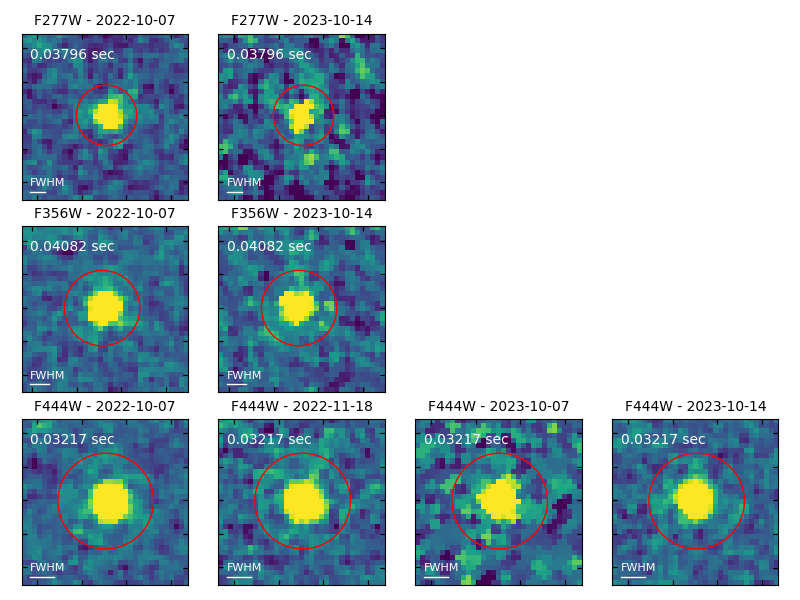 F277W - 2022-10-07
F277W - 2023-10-14
0.03796 sec
0.03796 sec
FWHM
FWHM
F356W - 2022-10-07
F356W - 2023-10-14
0.04082 sec
0.04082 sec
FWHM
FWHM
F444W - 2022-10-07
F444W - 2022-11-18
F444W - 2023-10-07
F444W - 2023-10-14
0.03217 sec
0.03217 sec
0.03217 sec
0.03217 sec
FWHM
FWHM
FWHM
FWHM